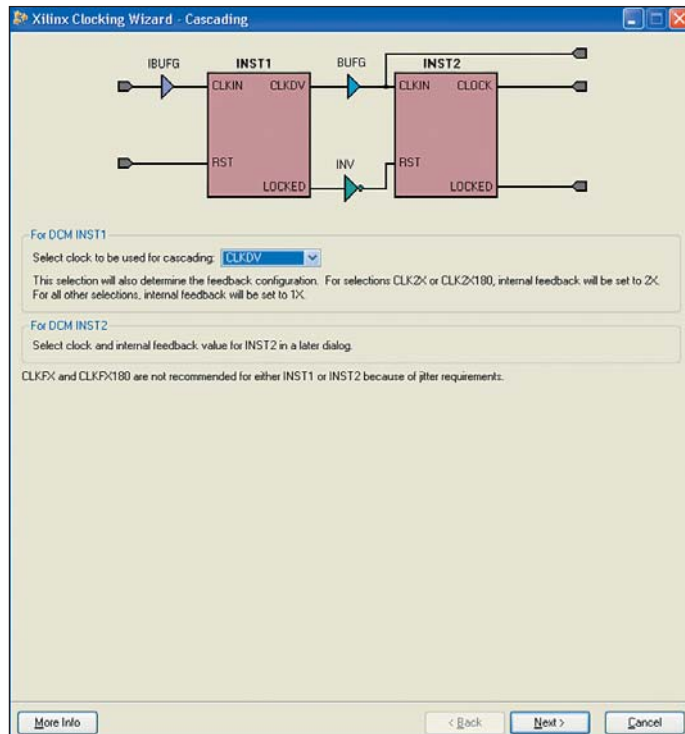 Xilinx Clocking Wizard - Cascading
IBUFG INST1 BUFG INST2
CLKIN CLKDV CLKIN CLOCK
RST INV RST
LOCKED LOCKED
For DCM INST1
Select clock to be used for cascading: CLKDV
This selection will also determine the feedback configuration. For selections CLK2X or CLK2X180, internal feedback will be set to 2X.
For all other selections, internal feedback will be set to 1X.
For DCM INST2
Select clock and internal feedback value for INST2 in a later dialog.
CLKFX and CLKFX180 are not recommended for either INST1 or INST2 because of jitter requirements.
More Info < Back Next > Cancel